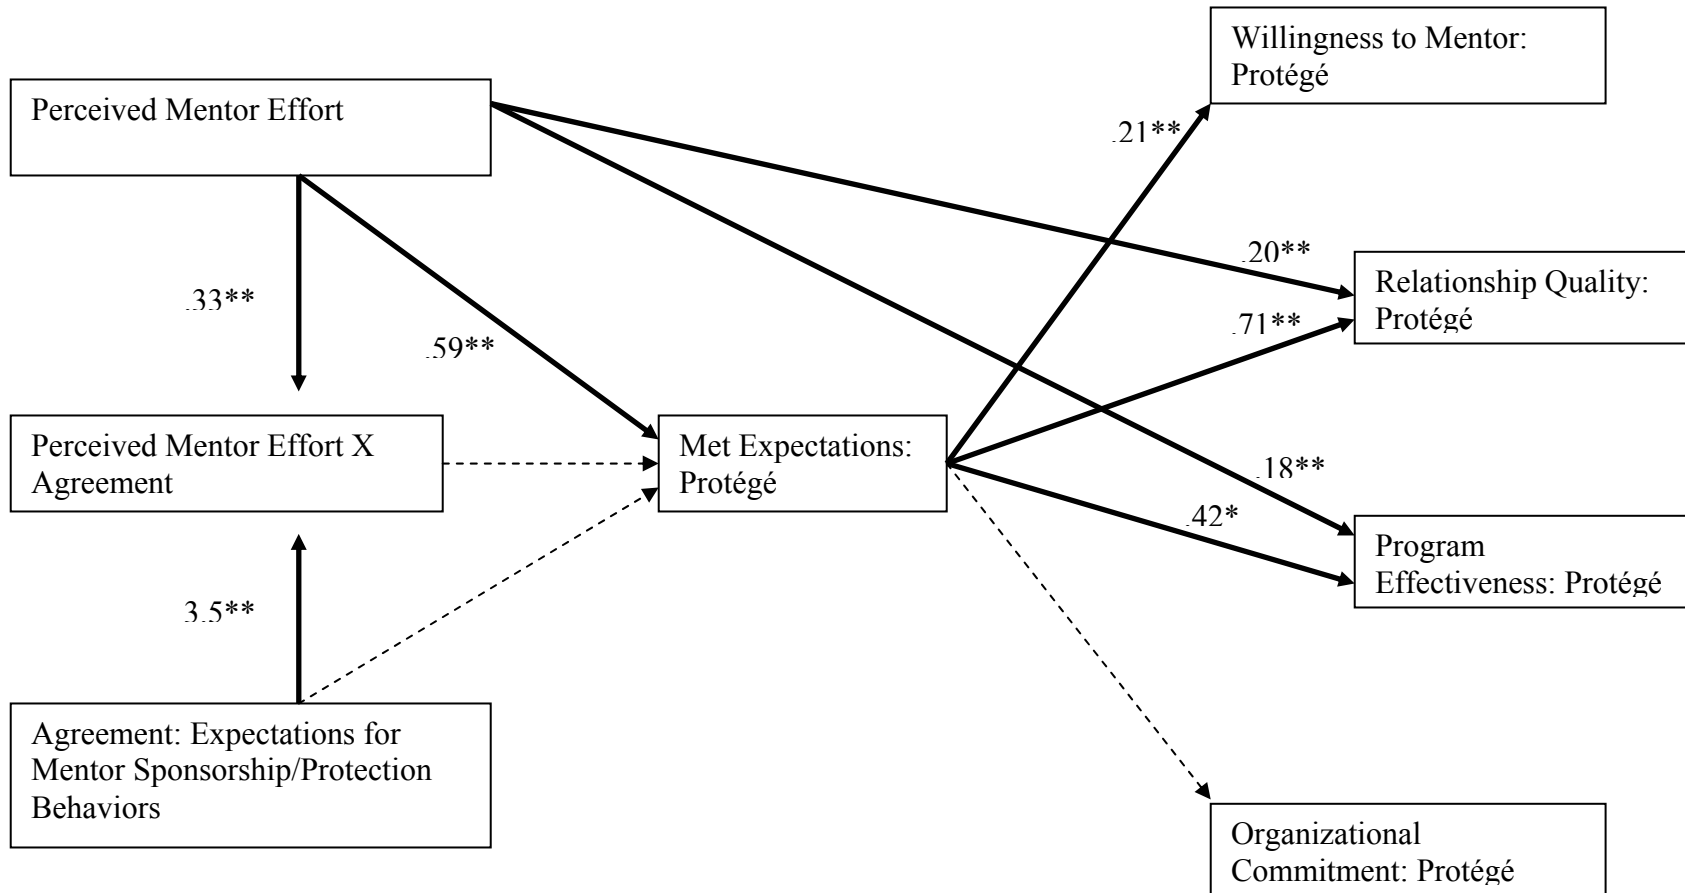 Willingness to Mentor:
Protégé
Perceived Mentor Effort
.21**
.20**
Relationship Quality:
Protégé
.33**
.71**
.59**
Perceived Mentor Effort X
Agreement
Met Expectations:
Protégé
.18**
.42*
Program
Effectiveness: Protégé
3.5**
Agreement: Expectations for
Mentor Sponsorship/Protection
Behaviors
Organizational
Commitment: Protégé